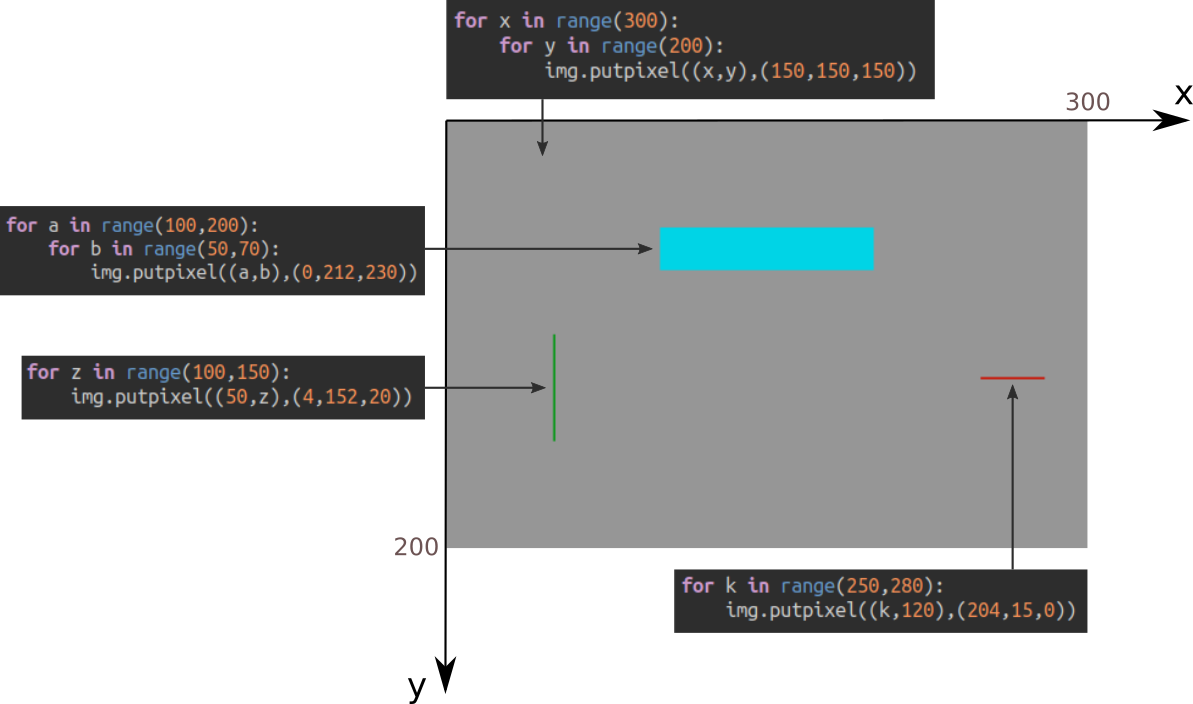 for x in range(300):
    for y in range(200):
        img.putpixel((x,y),(150,150,150))
300
x
for a in range(100,200):
    for b in range(50,70):
        img.putpixel((a,b),(0,212,230))
for z in range(100,150):
    img.putpixel((50,z),(4,152,20))
200
for k in range(250,280):
    img.putpixel((k,120),(204,15,0))
y